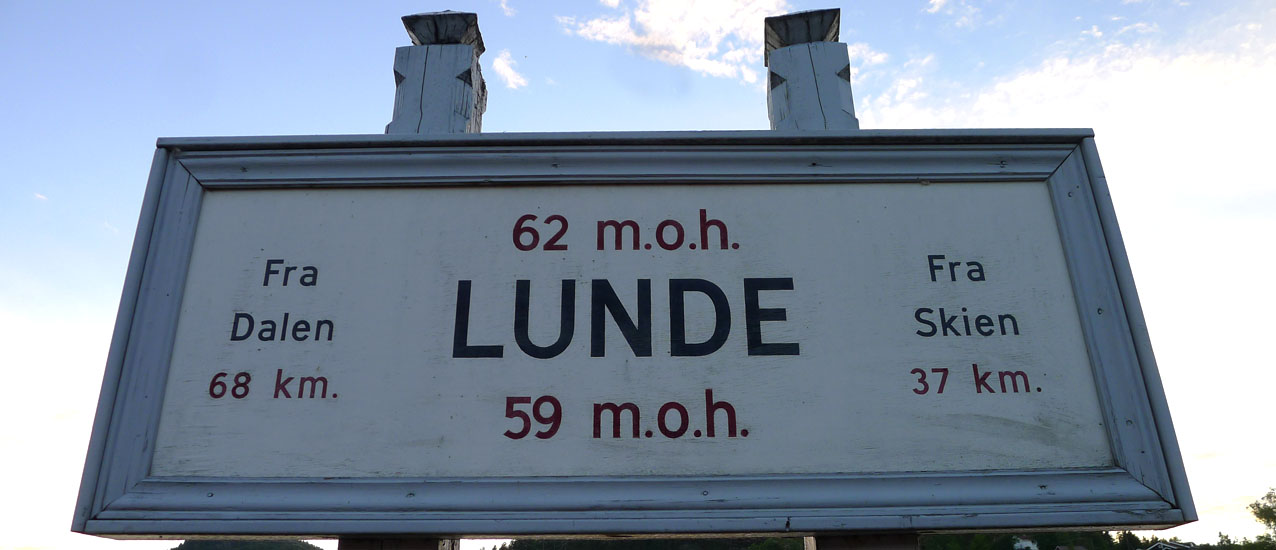 Fra
Dalen
68 km.
62 m.o.h.
LUNDE
59 m.o.h.
Fra
Skien
37 km.